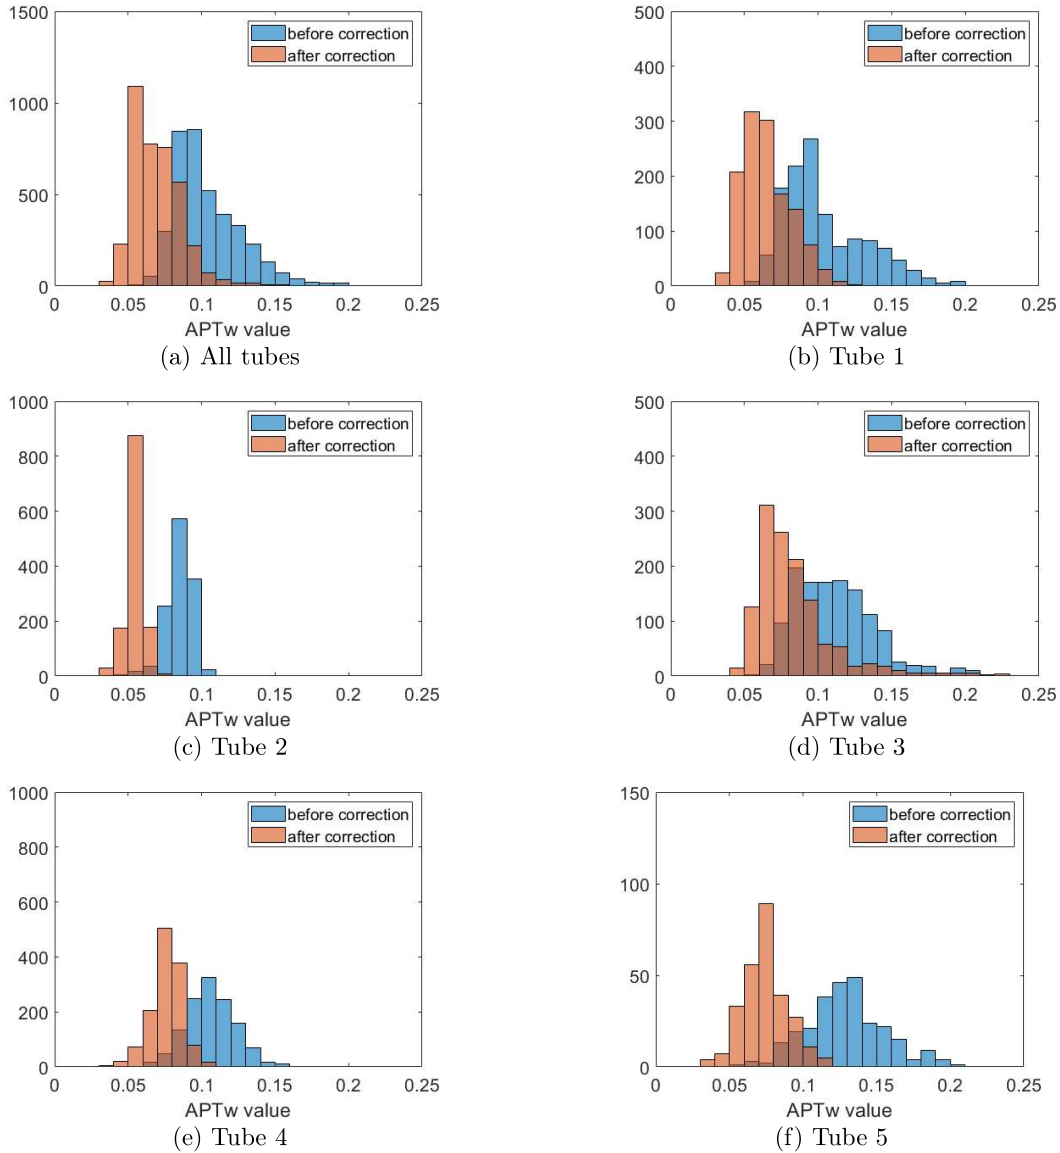 1500
1000
500
0
0 0.05 0.1 0.15 0.2 0.25
before correction
after correction
APTw value
(a) All tubes
500
400
300
200
100
0
0 0.05 0.1 0.15 0.2 0.25
before correction
after correction
APTw value
(b) Tube 1
1000
800
600
400
200
0
0 0.05 0.1 0.15 0.2 0.25
before correction
after correction
APTw value
(c) Tube 2
500
400
300
200
100
0
0 0.05 0.1 0.15 0.2 0.25
before correction
after correction
APTw value
(d) Tube 3
1000
800
600
400
200
0
0 0.05 0.1 0.15 0.2 0.25
before correction
after correction
APTw value
(e) Tube 4
150
100
50
0
0 0.05 0.1 0.15 0.2 0.25
before correction
after correction
APTw value
(f) Tube 5